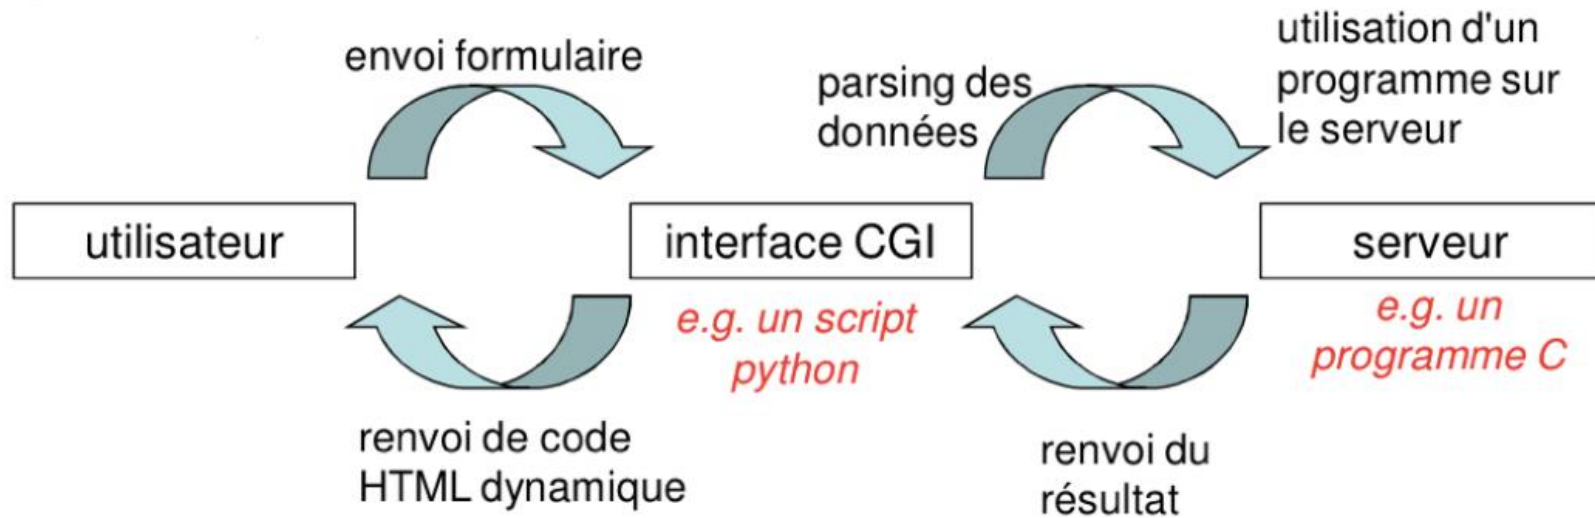 envoi formulaire
parsing des
données
utilisation d'un
programme sur
le serveur
utilisateur
interface CGI
serveur
e.g. un script
python
e.g. un
programme C
renvoi de code
HTML dynamique
renvoi du
résultat